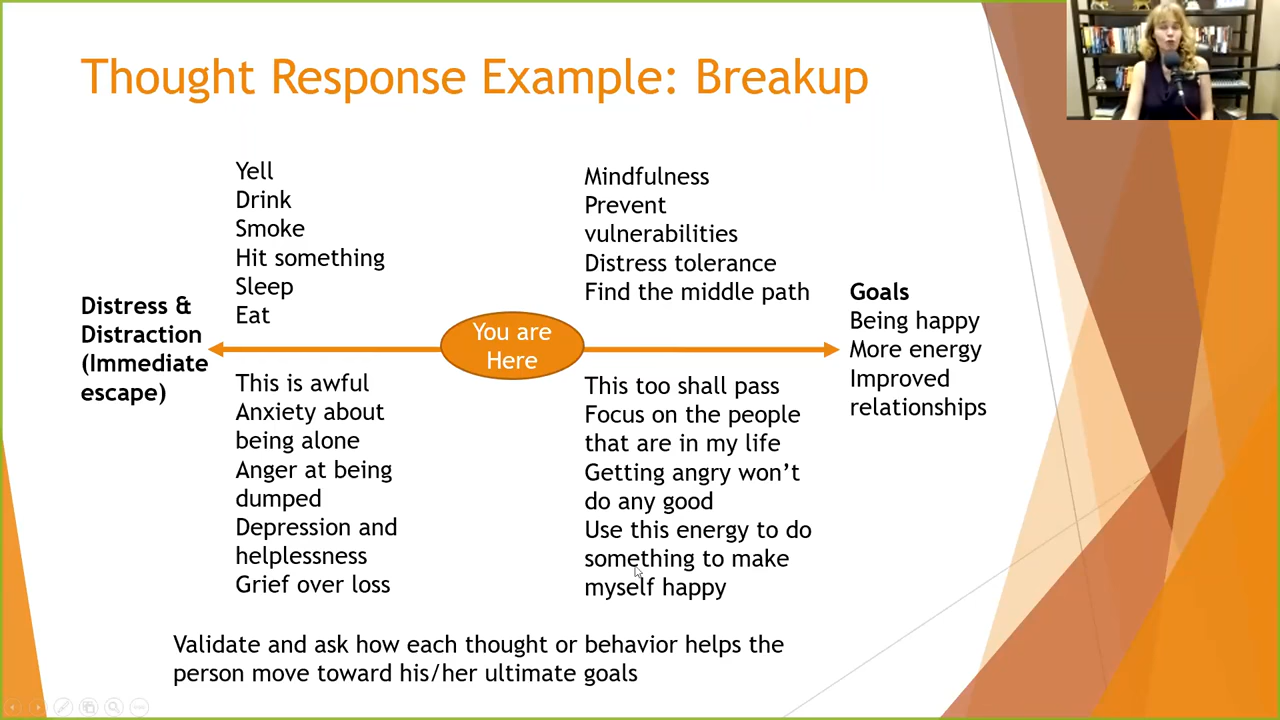 Thought Response Example: Breakup
Yell
Drink
Smoke
Hit something
Sleep
Eat
Mindfulness
Prevent
vulnerabilities
Distress tolerance
Find the middle path
Distress &
Distraction
(Immediate
escape)
You are
Here
Goals
Being happy
More energy
Improved
relationships
This is awful
Anxiety about
being alone
Anger at being
dumped
Depression and
helplessness
Grief over loss
This too shall pass
Focus on the people
that are in my life
Getting angry won’t
do any good
Use this energy to do
something to make
myself happy
Validate and ask how each thought or behavior helps the
person move toward his/her ultimate goals